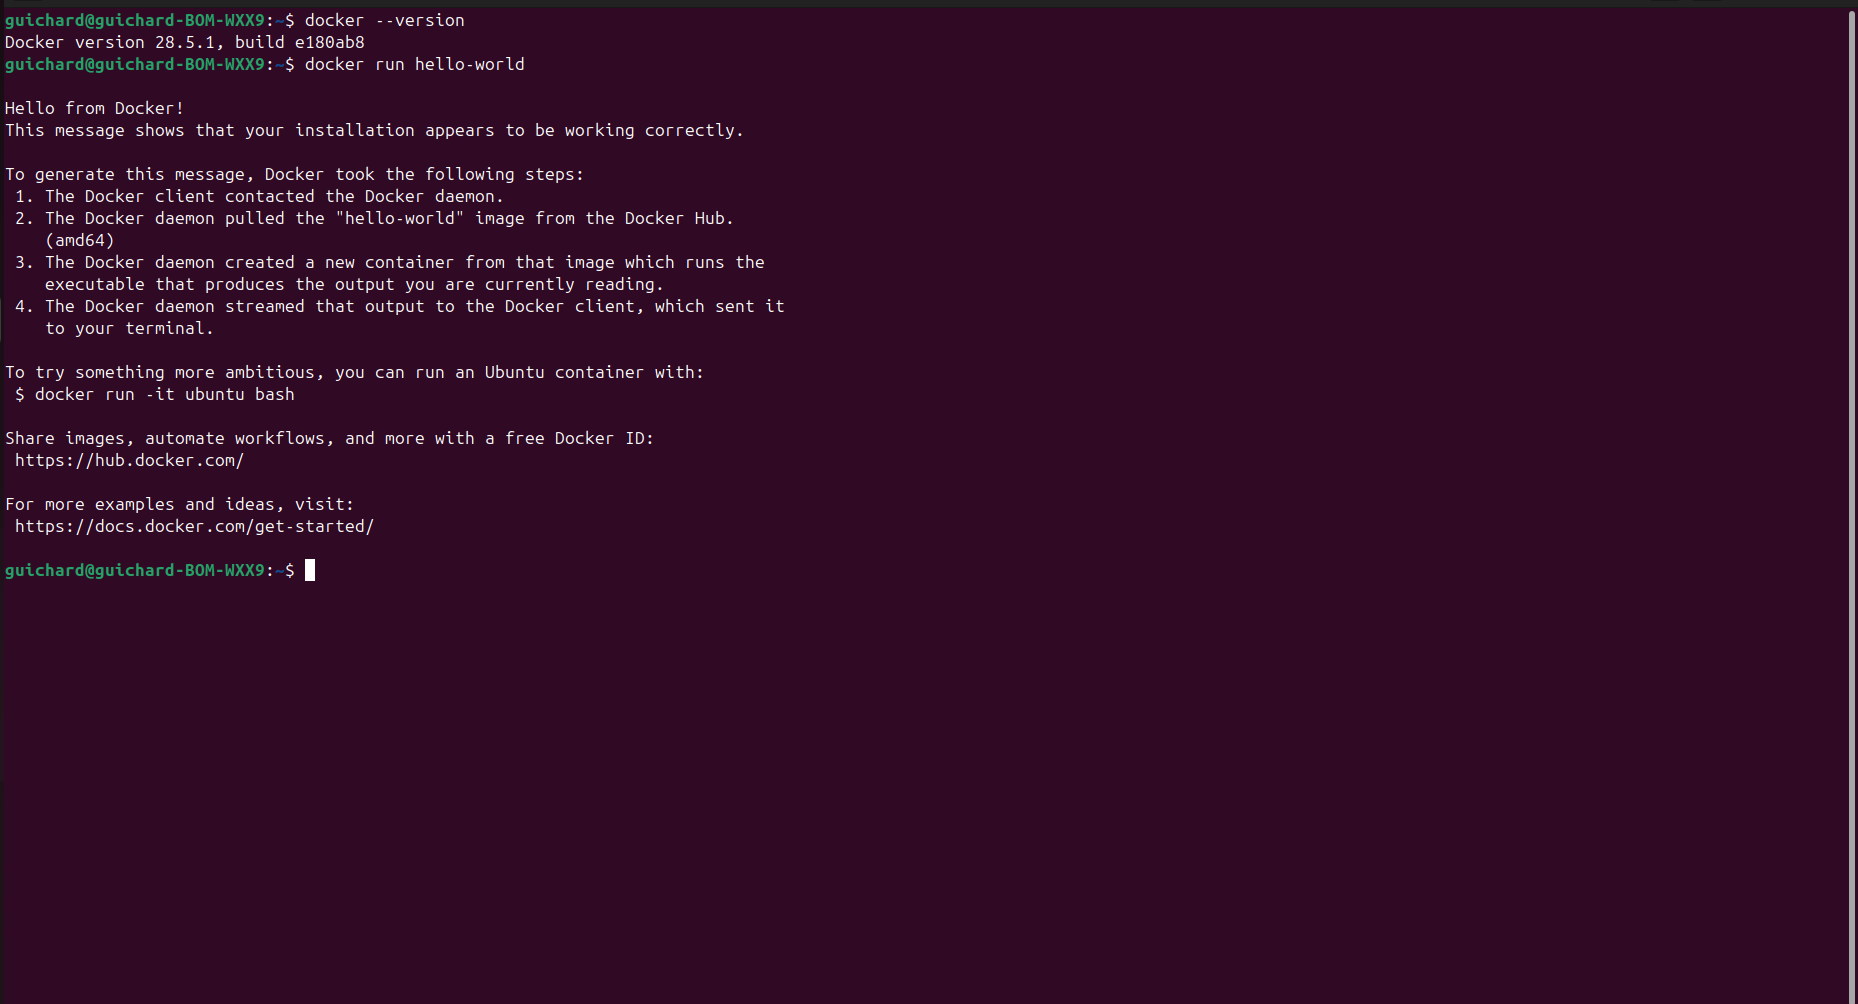 guichard@guichard-BOM-WXX9:~$ docker --version
Docker version 28.5.1, build e180ab8
guichard@guichard-BOM-WXX9:~$ docker run hello-world

Hello from Docker!
This message shows that your installation appears to be working correctly.

To generate this message, Docker took the following steps:
 1. The Docker client contacted the Docker daemon.
 2. The Docker daemon pulled the "hello-world" image from the Docker Hub.
    (amd64)
 3. The Docker daemon created a new container from that image which runs the
    executable that produces the output you are currently reading.
 4. The Docker daemon streamed that output to the Docker client, which sent it
    to your terminal.

To try something more ambitious, you can run an Ubuntu container with:
 $ docker run -it ubuntu bash

Share images, automate workflows, and more with a free Docker ID:
 https://hub.docker.com/

For more examples and ideas, visit:
 https://docs.docker.com/get-started/

guichard@guichard-BOM-WXX9:~$